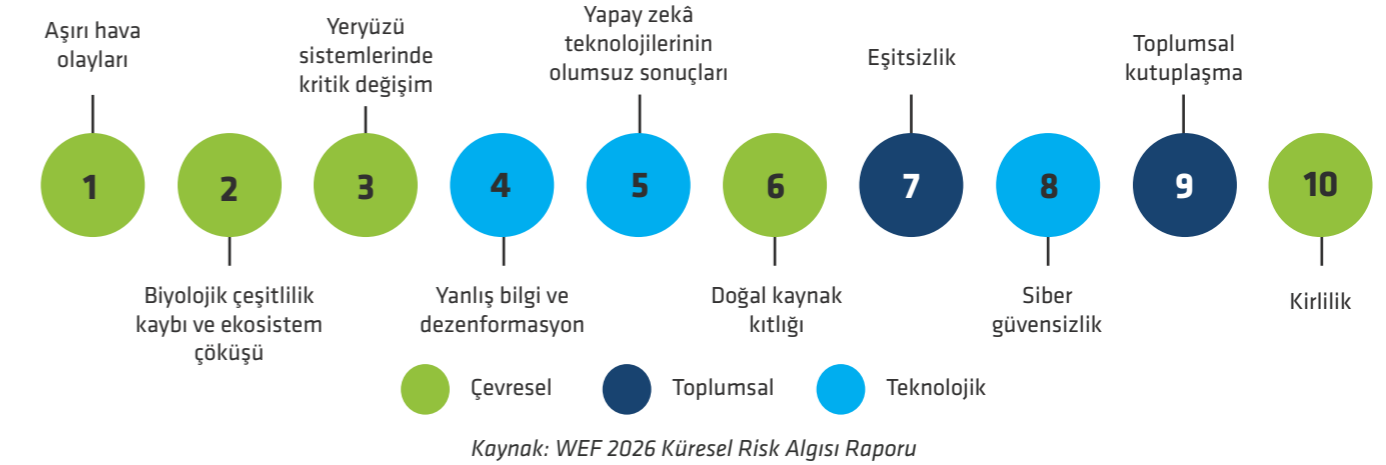 Aşırı hava
olayları
1
Biyolojik çeşitlilik
kaybı ve ekosistem
çöküşü
2
Yeryüzü
sistemlerinde
kritik değişim
3
Yanlış bilgi ve
dezenformasyon
4
Yapay zekâ
teknolojilerinin
olumsuz sonuçları
5
Doğal kaynak
kıtlığı
6
Eşitsizlik
7
Siber
güvensizlik
8
Toplumsal
kutuplaşma
9
Kirlilik
10
Çevresel
Toplumsal
Teknolojik
Kaynak: WEF 2026 Küresel Risk Algısı Raporu